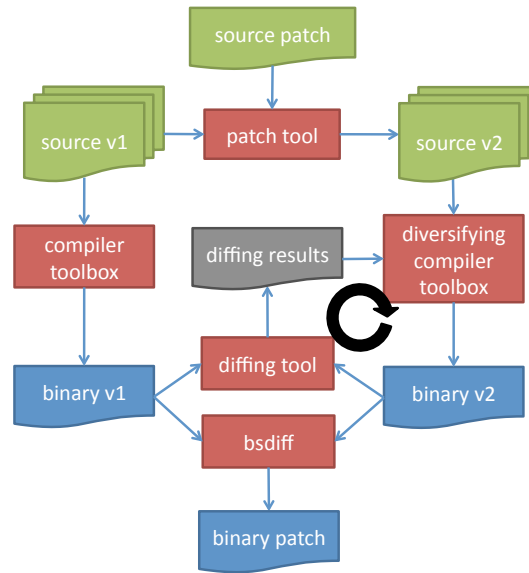 source patch
source v1
patch tool
source v2
compiler
toolbox
diffing results
diversifying
compiler
toolbox
binary v1
diffing tool
binary v2
bsdiff
binary patch